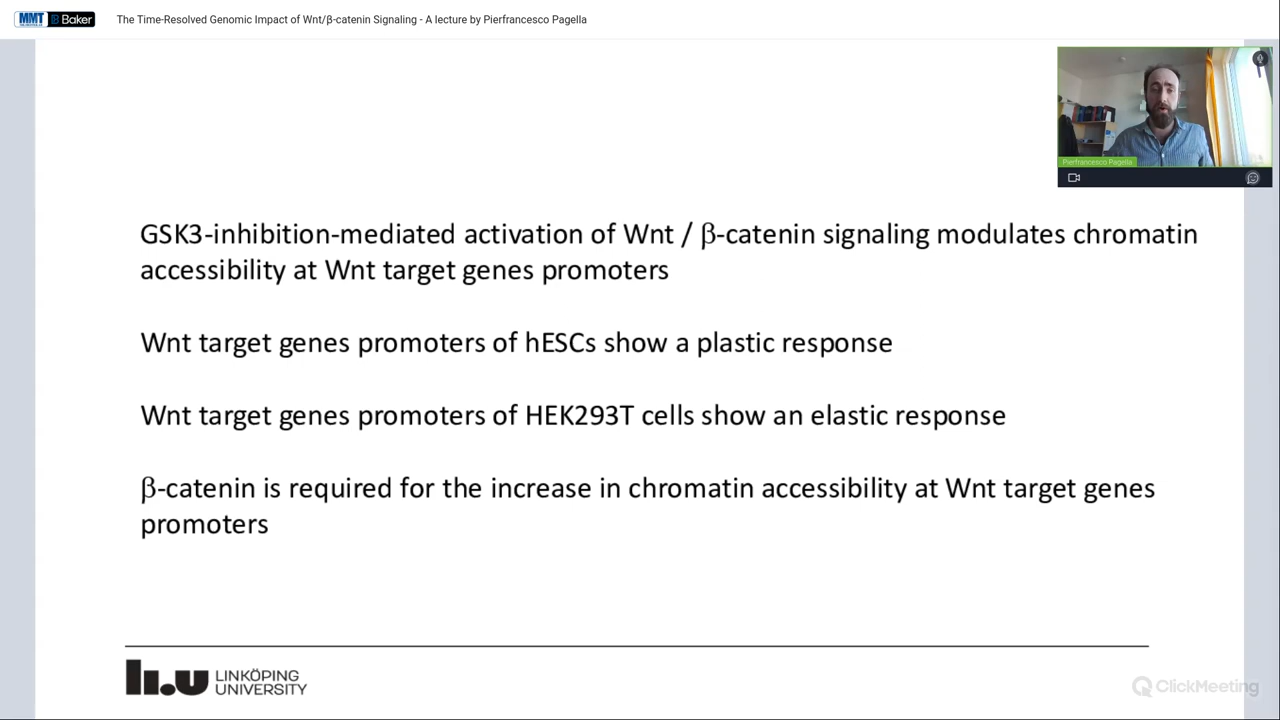 MMT
Baker
The Time-Resolved Genomic Impact of Wnt/β-catenin Signaling - A lecture by Pierfrancesco Pagella
Pierfrancesco Pagella
GSK3-inhibition-mediated activation of Wnt / β-catenin signaling modulates chromatin
accessibility at Wnt target genes promoters
Wnt target genes promoters of hESCs show a plastic response
Wnt target genes promoters of HEK293T cells show an elastic response
β-catenin is required for the increase in chromatin accessibility at Wnt target genes
promoters
li.u LINKÖPING
UNIVERSITY
ClickMeeting